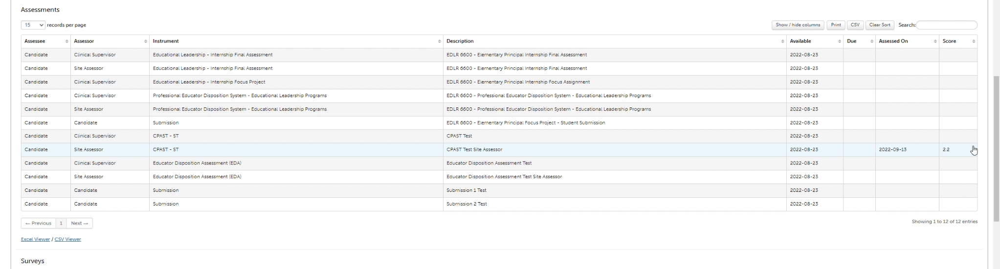 Assessments
15 records per page Show / hide columns Print CSV Clear Sort Search:
Assessee Assessor Instrument Description Available Due Assessed On Score
Candidate Clinical Supervisor Educational Leadership - Internship Final Assessment EDLR 6600 - Elementary Principal Internship Final Assessment 2022-08-23
Candidate Site Assessor Educational Leadership - Internship Final Assessment EDLR 6600 - Elementary Principal Internship Final Assessment 2022-08-23
Candidate Clinical Supervisor Educational Leadership - Internship Focus Project EDLR 6600 - Elementary Principal Internship Focus Assignment 2022-08-23
Candidate Clinical Supervisor Professional Educator Disposition System - Educational Leadership Programs EDLR 6600 - Professional Educator Disposition System - Educational Leadership Programs 2022-08-23
Candidate Site Assessor Professional Educator Disposition System - Educational Leadership Programs EDLR 6600 - Professional Educator Disposition System - Educational Leadership Programs 2022-08-23
Candidate Candidate Submission EDLR 6600 - Elementary Principal Focus Project - Student Submission 2022-08-23
Candidate Clinical Supervisor CPAST - ST CPAST Test 2022-08-23
Candidate Site Assessor CPAST - ST CPAST Test Site Assessor 2022-08-23 2022-09-13 2.2
Candidate Clinical Supervisor Educator Disposition Assessment (EDA) Educator Disposition Assessment Test 2022-08-23
Candidate Site Assessor Educator Disposition Assessment (EDA) Educator Disposition Assessment Test Site Assessor 2022-08-23
Candidate Candidate Submission Submission 1 Test 2022-08-23
Candidate Candidate Submission Submission 2 Test 2022-08-23
← Previous 1 Next → Showing 1 to 12 of 12 entries
Excel Viewer / CSV Viewer
Surveys